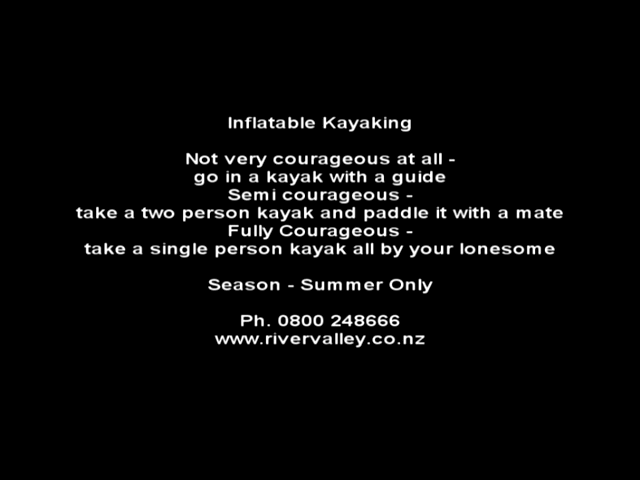 Inflatable Kayaking
Not very courageous at all -
go in a kayak with a guide
Semi courageous -
take a two person kayak and paddle it with a mate
Fully Courageous -
take a single person kayak all by your lonesome
Season - Summer Only
Ph. 0800 248666
www.rivervalley.co.nz